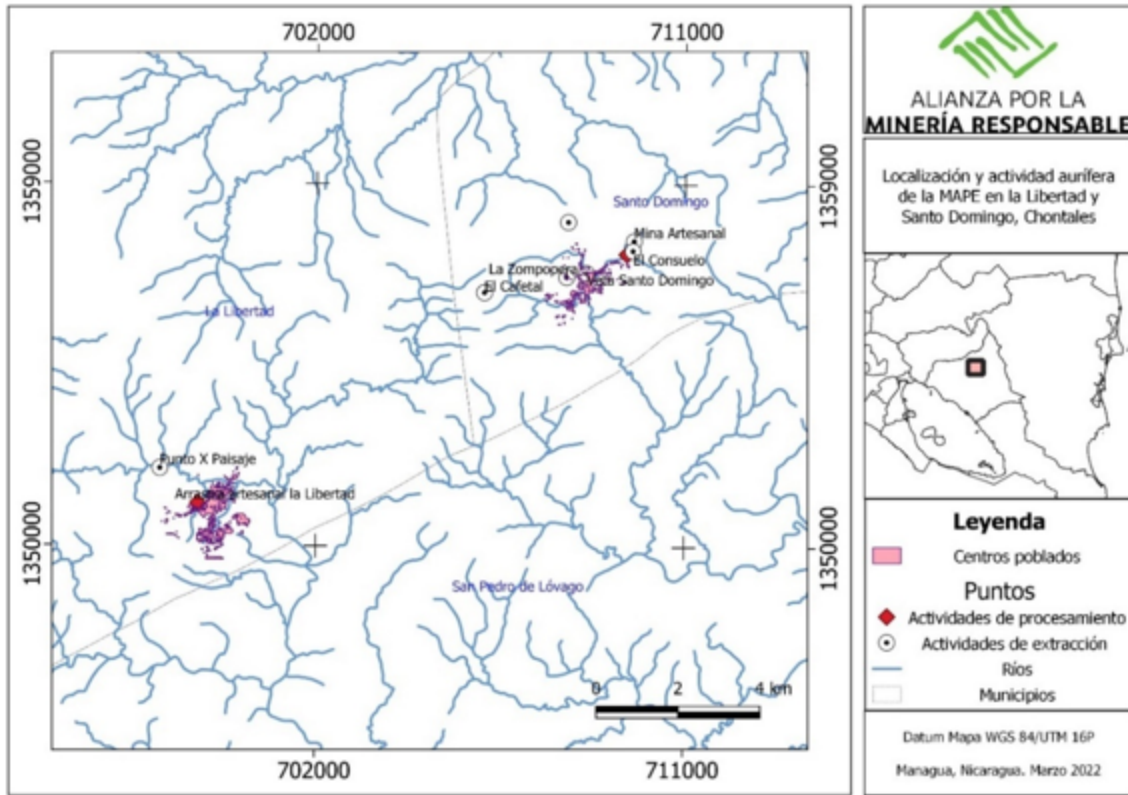 702000
711000
1359000
1359000
Santo Domingo
Mina Artesanal
El Consuelo
La Zompopera
Santo Domingo
El Cafetal
La Libertad
Punto X Paisaje
Arrastra artesanal la Libertad
1350000
1350000
San Pedro de Lóvago
0 2 4 km
702000
711000
ALIANZA POR LA
MINERÍA RESPONSABLE
Localización y actividad aurífera
de la MAPE en la Libertad y
Santo Domingo, Chontales
Leyenda
Centros poblados
Puntos
Actividades de procesamiento
Actividades de extracción
Ríos
Municipios
Datum Mapa WGS 84/UTM 16P
Managua, Nicaragua. Marzo 2022